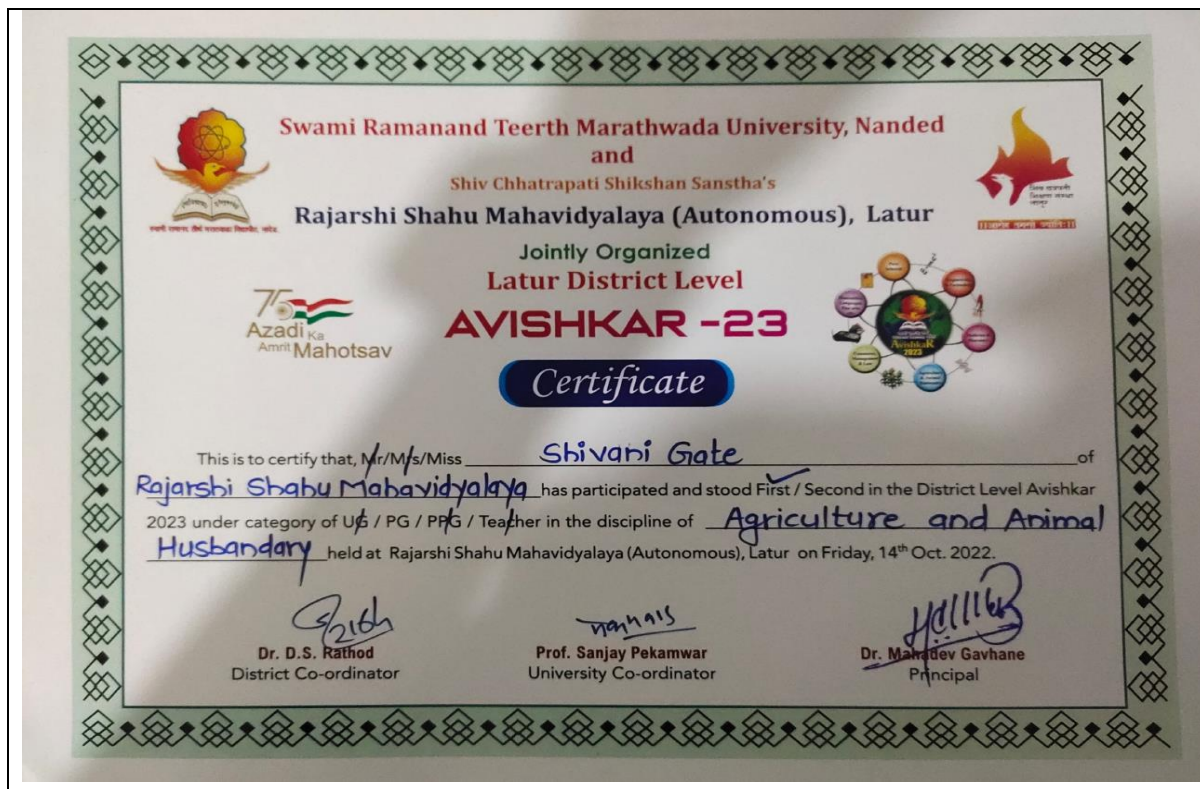 Swami Ramanand Teerth Marathwada University, Nanded
and
Shiv Chhatrapati Shikshan Sanstha's
Rajarshi Shahu Mahavidyalaya (Autonomous), Latur
Jointly Organized
Latur District Level
AVISHKAR -23
75
Azadi Ka
Amrit Mahotsav
Avishkar
2023
Certificate
This is to certify that, Mr/Mrs/Miss Shivani Gate of
Rajarshi Shahu Mahavidyalaya has participated and stood First / Second in the District Level Avishkar
2023 under category of UG / PG / PPG / Teacher in the discipline of Agriculture and Animal
Husbandary held at Rajarshi Shahu Mahavidyalaya (Autonomous), Latur on Friday, 14th Oct. 2022.
Dr. D.S. Rathod
District Co-ordinator
Prof. Sanjay Pekamwar
University Co-ordinator
Dr. Mahadev Gavhane
Principal